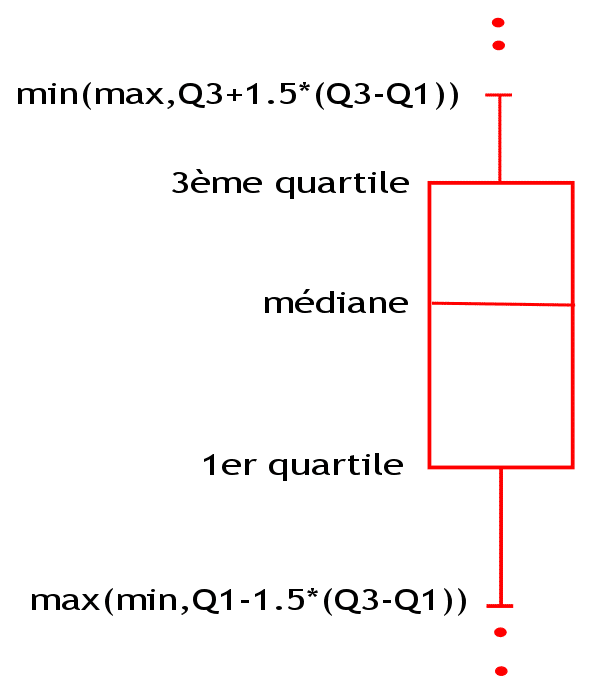 min(max,Q3+1.5*(Q3-Q1))
3ème quartile
médiane
1er quartile
max(min,Q1-1.5*(Q3-Q1))